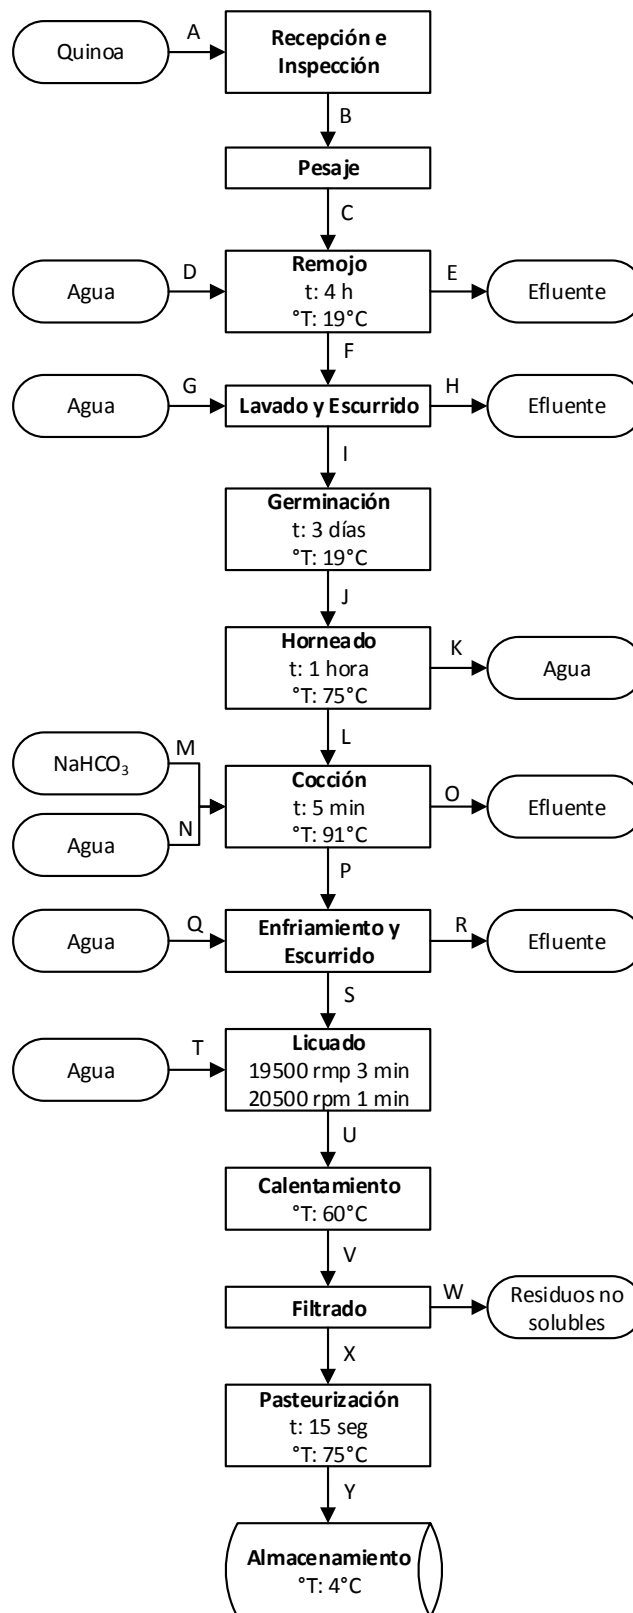 Quinoa
A
Recepción e
Inspección
B
Pesaje
C
Agua
D
Remojo
t: 4 h
°T: 19°C
E
Efluente
F
Agua
G
Lavado y Escurrido
H
Efluente
I
Germinación
t: 3 días
°T: 19°C
J
Horneado
t: 1 hora
°T: 75°C
K
Agua
L
NaHCO₃
M
Agua
N
Cocción
t: 5 min
°T: 91°C
O
Efluente
P
Agua
Q
Enfriamiento y
Escurrido
R
Efluente
S
Agua
T
Licuado
19500 rmp 3 min
20500 rpm 1 min
U
Calentamiento
°T: 60°C
V
Filtrado
W
Residuos no
solubles
X
Pasteurización
t: 15 seg
°T: 75°C
Y
Almacenamiento
°T: 4°C